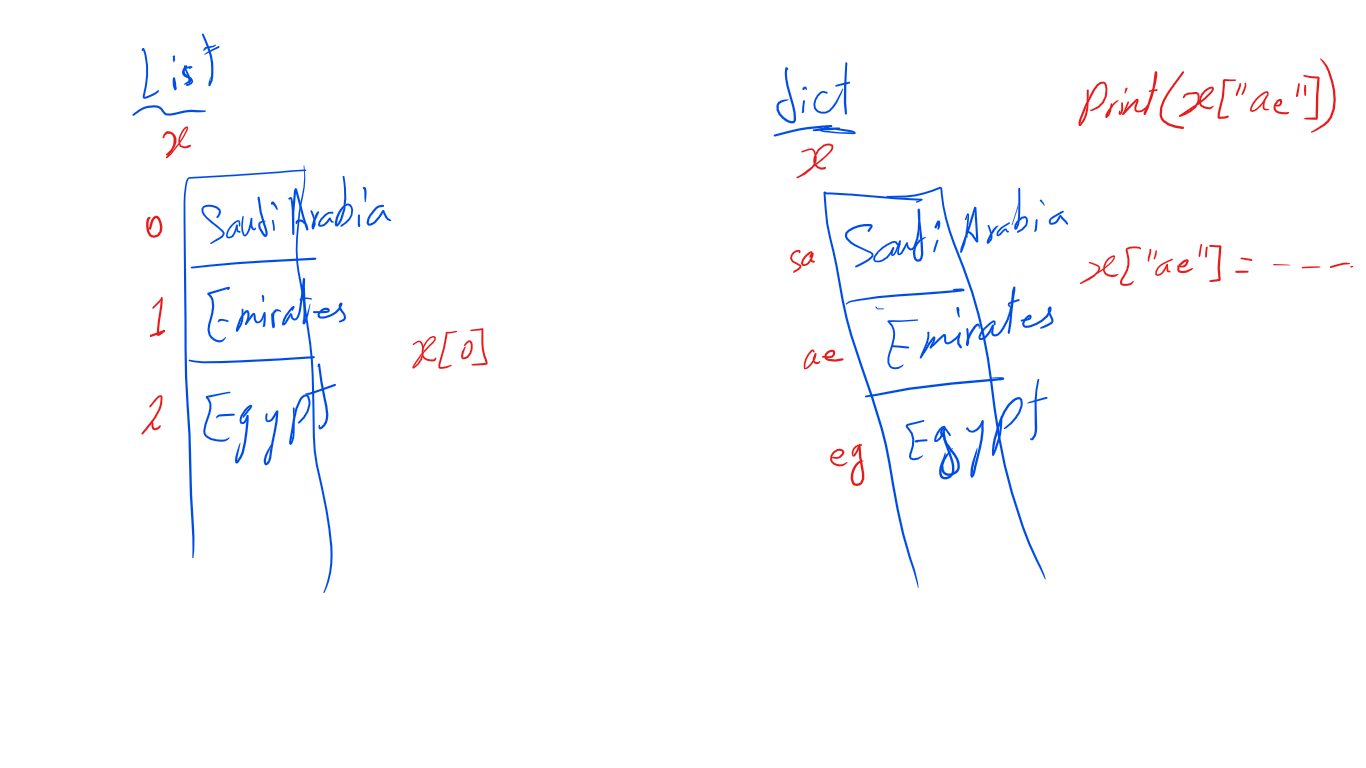 List
x
0 Saudi Arabia
1 Emirates
2 Egypt
x[0]
dict
x
print(x["ae"])
sa Saudi Arabia
x["ae"] = ----
ae Emirates
eg Egypt